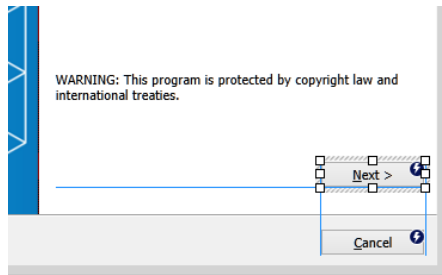 WARNING: This program is protected by copyright law and
international treaties.
Next >
Cancel